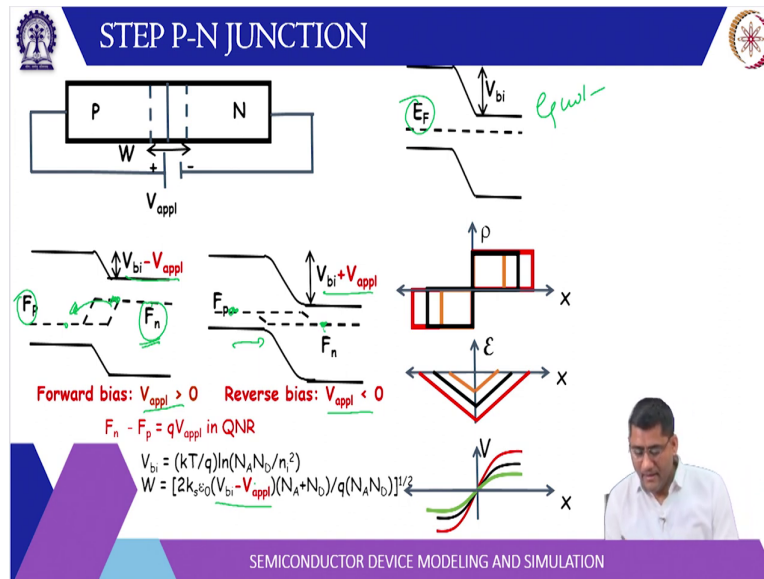 STEP P-N JUNCTION
P
N
W
+
-
V_appl
V_bi
E_F
V_bi-V_appl
F_p
F_n
V_bi+V_appl
F_p
F_n
Forward bias: V_appl > 0
Reverse bias: V_appl < 0
F_n - F_p = qV_appl in QNR
V_bi = (kT/q)ln(N_AN_D/n_i²)
W = [2k_sε_0(V_bi-V_appl)(N_A+N_D)/q(N_AN_D)]^1/2
ρ
x
ℰ
x
V
x
SEMICONDUCTOR DEVICE MODELING AND SIMULATION